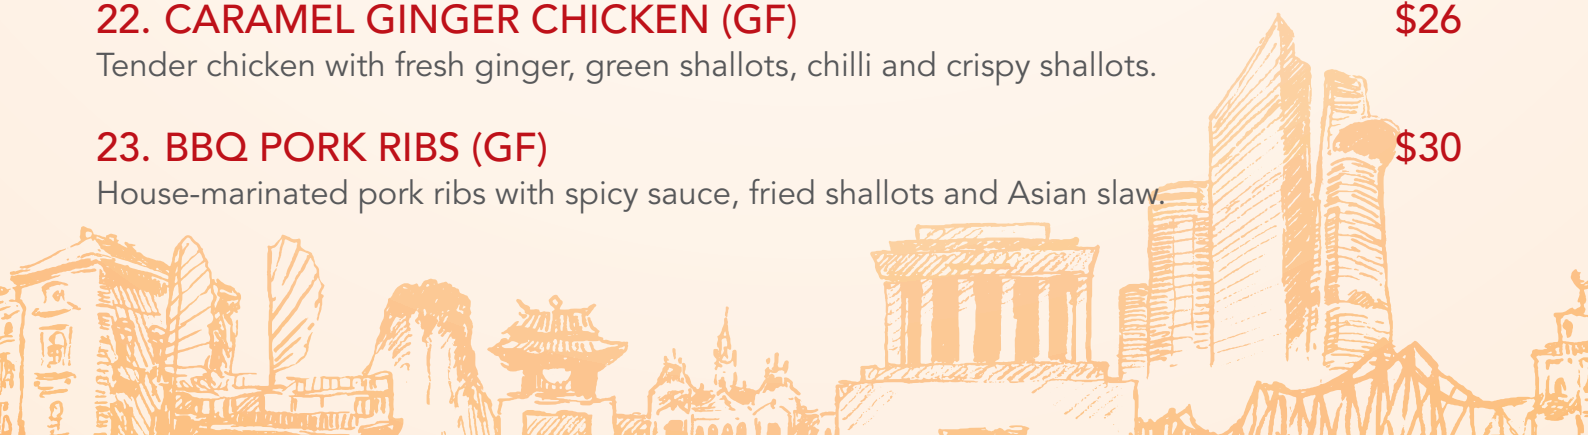 22. CARAMEL GINGER CHICKEN (GF) $26
Tender chicken with fresh ginger, green shallots, chilli and crispy shallots.
23. BBQ PORK RIBS (GF) $30
House-marinated pork ribs with spicy sauce, fried shallots and Asian slaw.